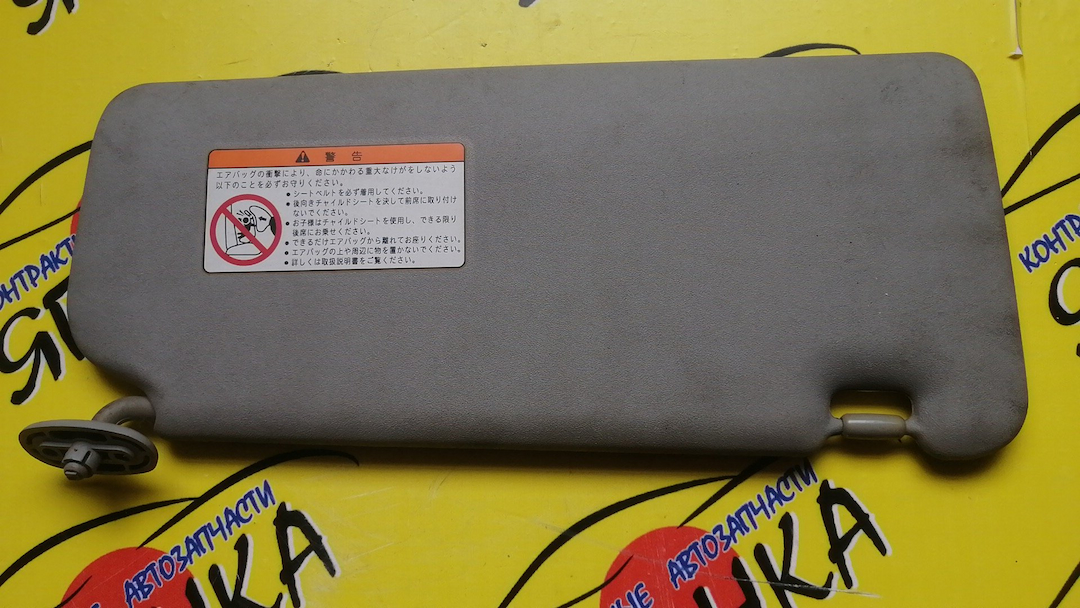 警告
エアバッグの衝撃により、命にかかわる重大なけがをしないよう
以下のことを必ずお守りください。
● シートベルトを必ず着用してください。
● 後向きチャイルドシートを決して前席に取り付け
ないでください。
● お子様はチャイルドシートを使用し、できる限り
後席にお乗せください。
● できるだけエアバッグから離れてお座りください。
● エアバッグの上や周辺に物を置かないでください。
● 詳しくは取扱説明書をご覧ください。
АВТОЗАПЧАСТИ
ЫЕ АВТОЗАПЧАСТИ